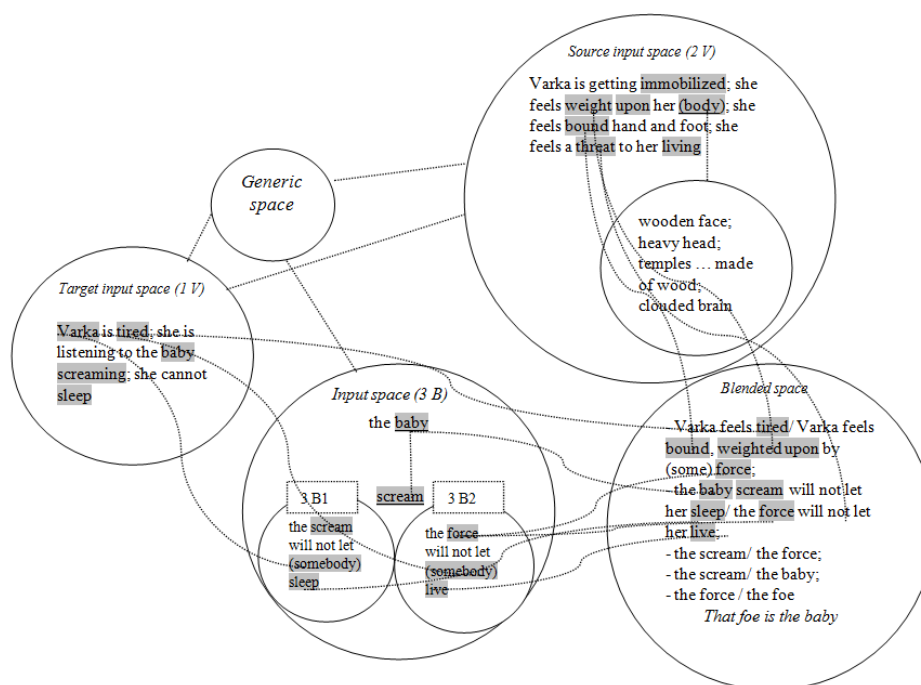 Source input space (2 V)
Varka is getting immobilized; she
feels weight upon her (body); she
feels bound hand and foot; she
feels a threat to her living
wooden face;
heavy head;
temples … made
of wood;
clouded brain
Generic
space
Target input space (1 V)
Varka is tired; she is
listening to the baby
screaming; she cannot
sleep
Input space (3 B)
the baby
scream
3 B1
the scream
will not let
(somebody)
sleep
3 B2
the force
will not let
(somebody)
live
Blended space
- Varka feels tired/ Varka feels
bound, weighted upon by
(some) force;
- the baby scream will not let
her sleep/ the force will not let
her live;
- the scream/ the force;
- the scream/ the baby;
- the force / the foe
That foe is the baby